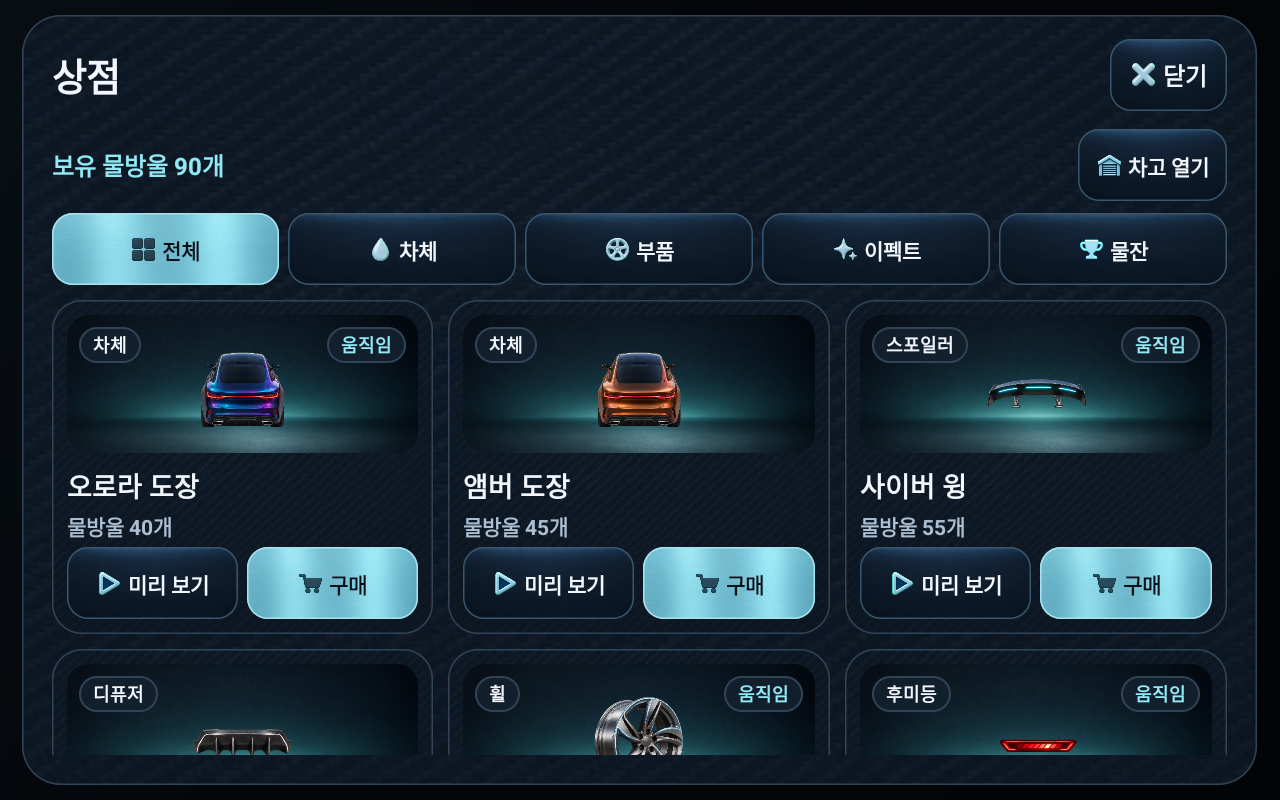 상점
닫기
보유 물방울 90개
차고 열기
전체
차체
부품
이펙트
물잔
차체
움직임
차체
스포일러
움직임
오로라 도장
앰버 도장
사이버 윙
물방울 40개
물방울 45개
물방울 55개
미리 보기
구매
미리 보기
구매
미리 보기
구매
디퓨저
휠
움직임
후미등
움직임